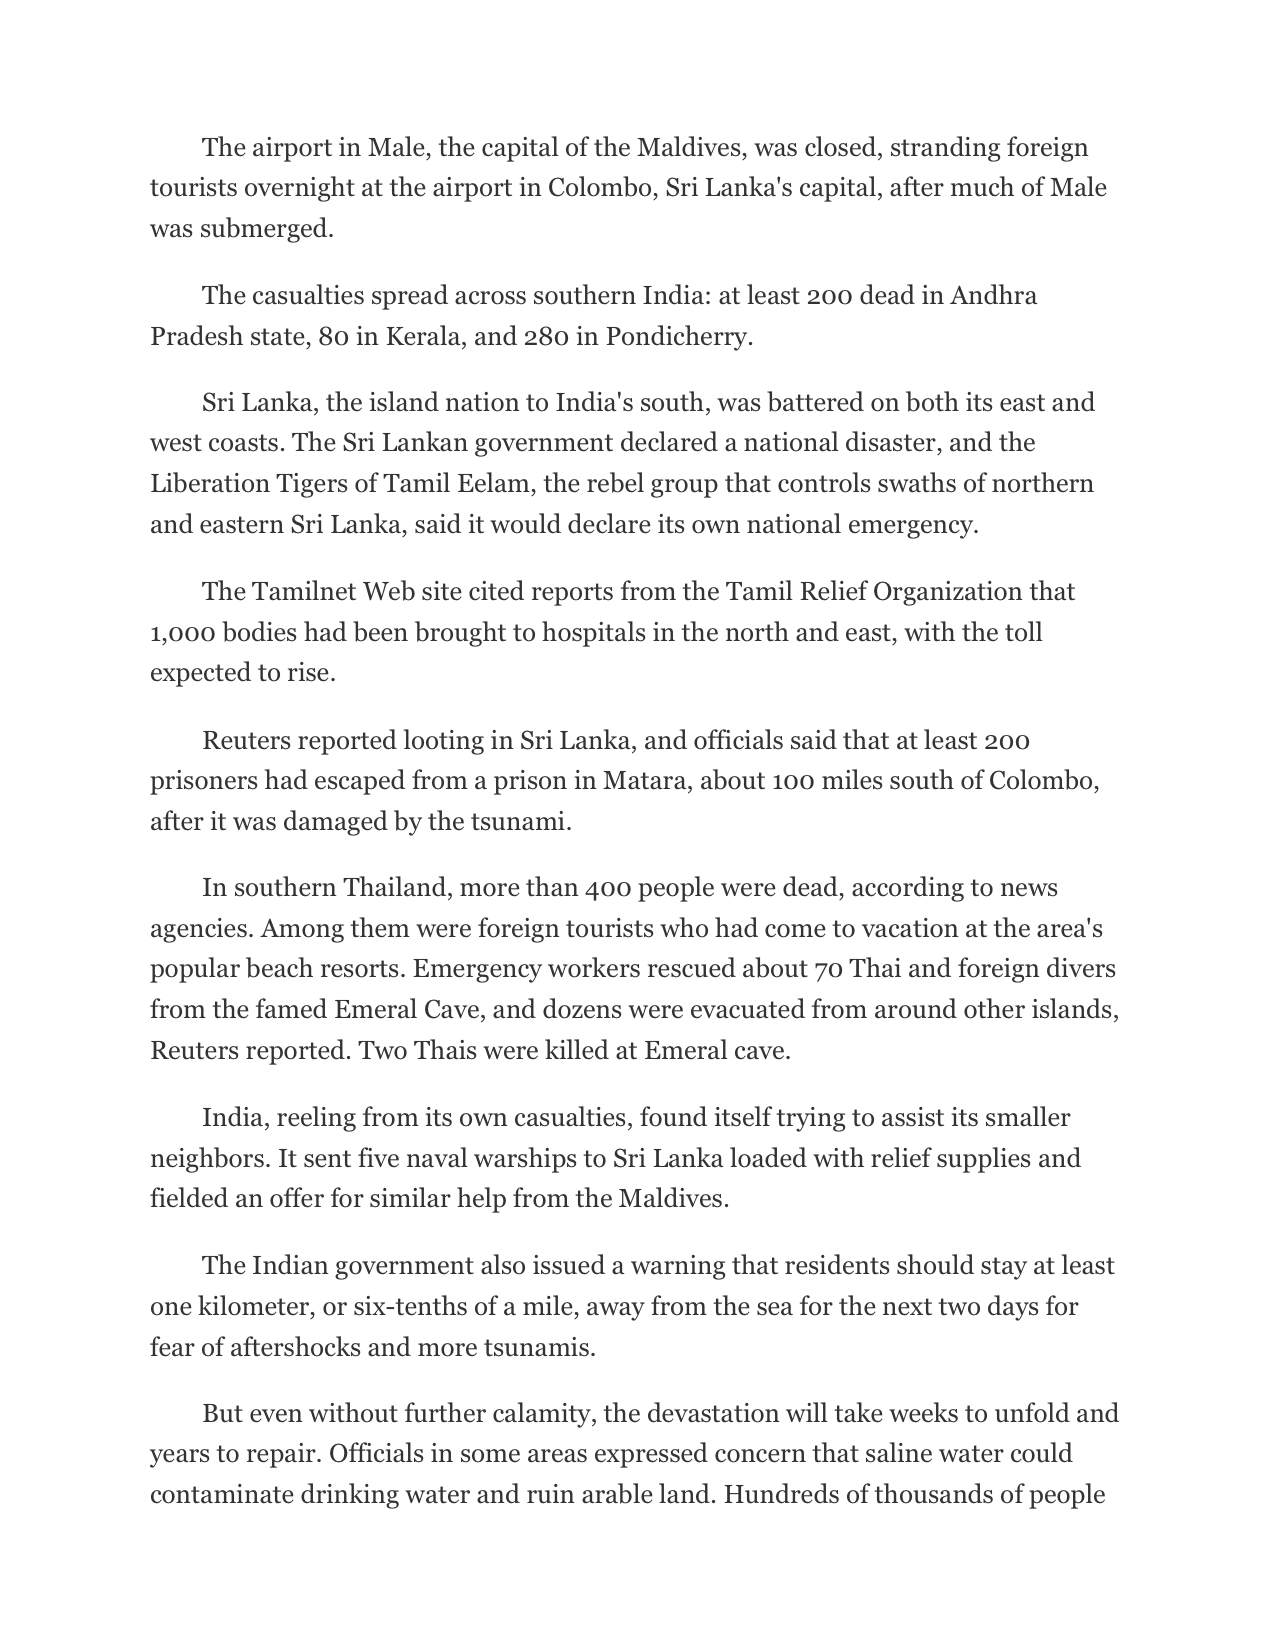 The airport in Male, the capital of the Maldives, was closed, stranding foreign
tourists overnight at the airport in Colombo, Sri Lanka's capital, after much of Male
was submerged.
The casualties spread across southern India: at least 200 dead in Andhra
Pradesh state, 80 in Kerala, and 280 in Pondicherry.
Sri Lanka, the island nation to India's south, was battered on both its east and
west coasts. The Sri Lankan government declared a national disaster, and the
Liberation Tigers of Tamil Eelam, the rebel group that controls swaths of northern
and eastern Sri Lanka, said it would declare its own national emergency.
The Tamilnet Web site cited reports from the Tamil Relief Organization that
1,000 bodies had been brought to hospitals in the north and east, with the toll
expected to rise.
Reuters reported looting in Sri Lanka, and officials said that at least 200
prisoners had escaped from a prison in Matara, about 100 miles south of Colombo,
after it was damaged by the tsunami.
In southern Thailand, more than 400 people were dead, according to news
agencies. Among them were foreign tourists who had come to vacation at the area's
popular beach resorts. Emergency workers rescued about 70 Thai and foreign divers
from the famed Emeral Cave, and dozens were evacuated from around other islands,
Reuters reported. Two Thais were killed at Emeral cave.
India, reeling from its own casualties, found itself trying to assist its smaller
neighbors. It sent five naval warships to Sri Lanka loaded with relief supplies and
fielded an offer for similar help from the Maldives.
The Indian government also issued a warning that residents should stay at least
one kilometer, or six-tenths of a mile, away from the sea for the next two days for
fear of aftershocks and more tsunamis.
But even without further calamity, the devastation will take weeks to unfold and
years to repair. Officials in some areas expressed concern that saline water could
contaminate drinking water and ruin arable land. Hundreds of thousands of people